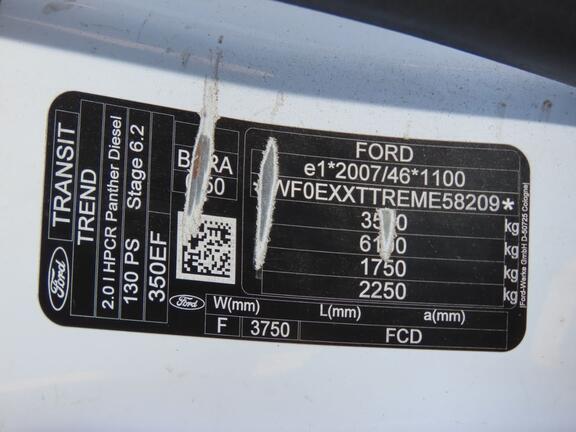 TRANSIT
TREND
2.0 l HPCR Panther Diesel
130 PS Stage 6.2
350EF
Ford
FORD
e1*2007/46*1100
WF0EXXTTREME58209*
kg
kg
1750 kg
2250 kg
Ford
W(mm) L(mm) a(mm)
F 3750 FCD
Ford-Werke GmbH D-50725 Cologne